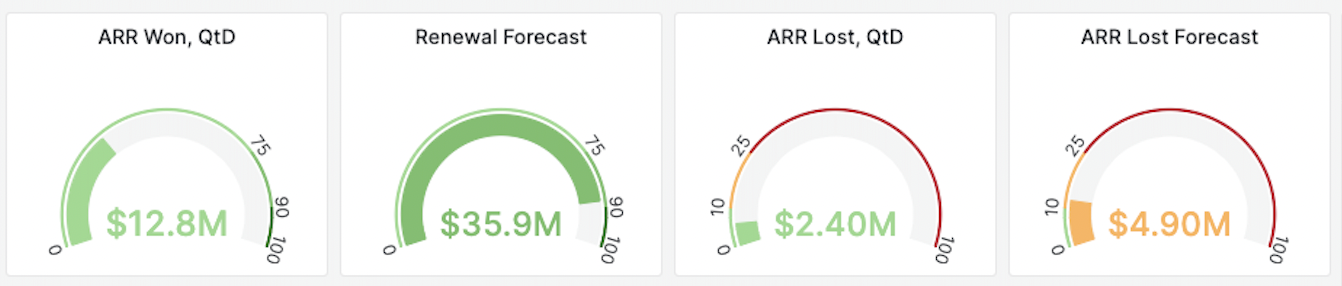 ARR Won, QtD
75
90
100
0
$12.8M
Renewal Forecast
75
90
100
0
$35.9M
ARR Lost, QtD
25
10
0
100
$2.40M
ARR Lost Forecast
25
10
0
100
$4.90M